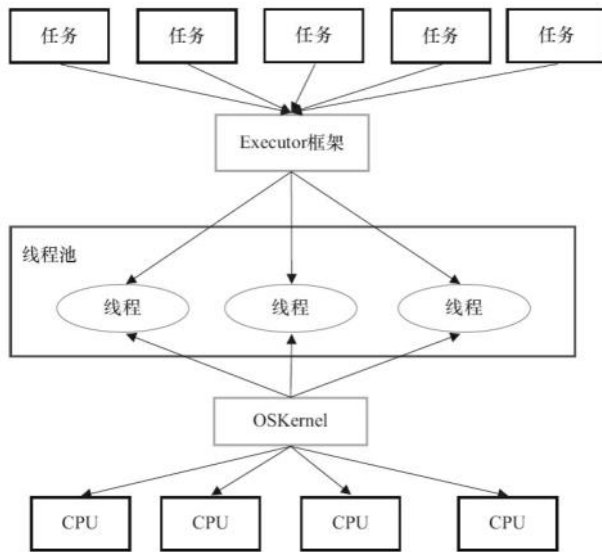 任务 任务 任务 任务 任务
Executor框架
线程池
线程 线程 线程
OSKernel
CPU CPU CPU CPU